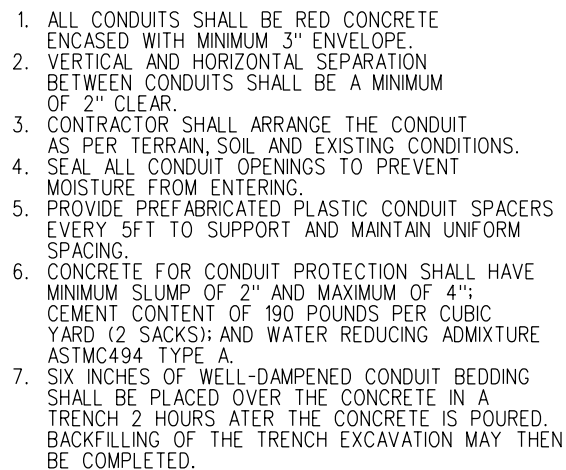 1. ALL CONDUITS SHALL BE RED CONCRETE
ENCASED WITH MINIMUM 3" ENVELOPE.
2. VERTICAL AND HORIZONTAL SEPARATION
BETWEEN CONDUITS SHALL BE A MINIMUM
OF 2" CLEAR.
3. CONTRACTOR SHALL ARRANGE THE CONDUIT
AS PER TERRAIN, SOIL AND EXISTING CONDITIONS.
4. SEAL ALL CONDUIT OPENINGS TO PREVENT
MOISTURE FROM ENTERING.
5. PROVIDE PREFABRICATED PLASTIC CONDUIT SPACERS
EVERY 5FT TO SUPPORT AND MAINTAIN UNIFORM
SPACING.
6. CONCRETE FOR CONDUIT PROTECTION SHALL HAVE
MINIMUM SLUMP OF 2" AND MAXIMUM OF 4";
CEMENT CONTENT OF 190 POUNDS PER CUBIC
YARD (2 SACKS); AND WATER REDUCING ADMIXTURE
ASTMC494 TYPE A.
7. SIX INCHES OF WELL-DAMPENED CONDUIT BEDDING
SHALL BE PLACED OVER THE CONCRETE IN A
TRENCH 2 HOURS ATER THE CONCRETE IS POURED.
BACKFILLING OF THE TRENCH EXCAVATION MAY THEN
BE COMPLETED.